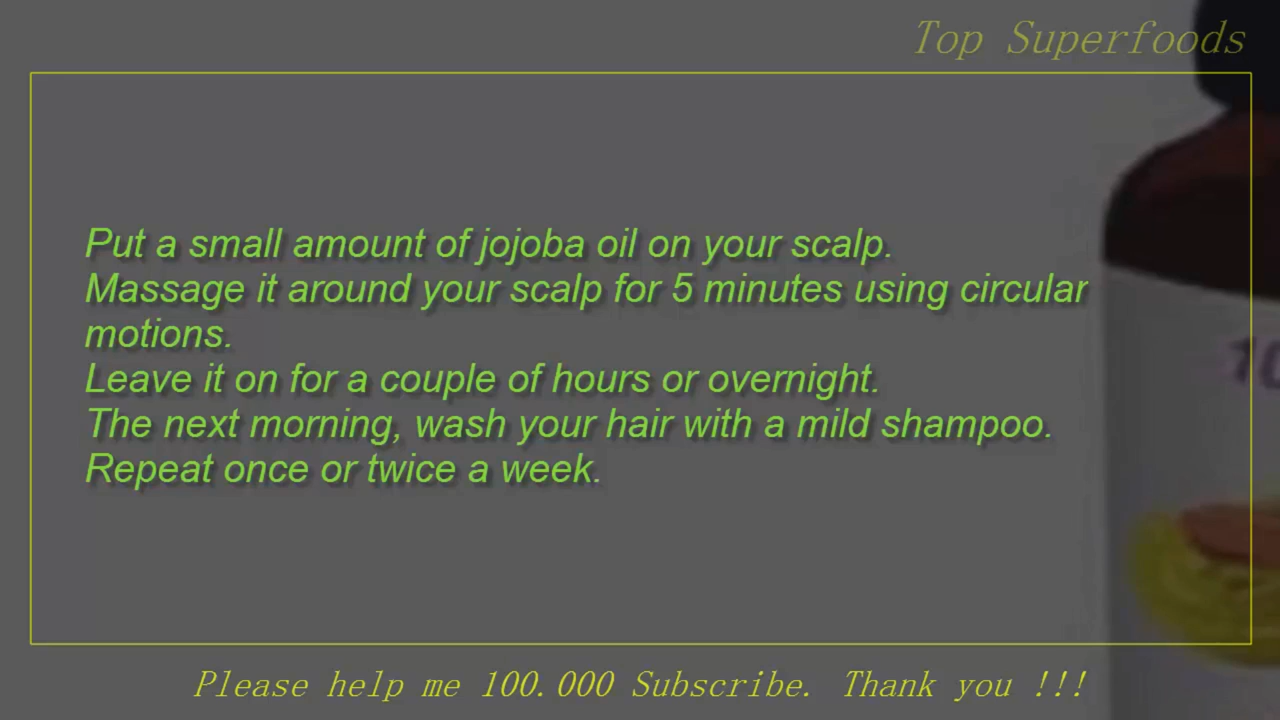 Top Superfoods
Put a small amount of jojoba oil on your scalp.
Massage it around your scalp for 5 minutes using circular
motions.
Leave it on for a couple of hours or overnight.
The next morning, wash your hair with a mild shampoo.
Repeat once or twice a week.
Please help me 100.000 Subscribe. Thank you !!!